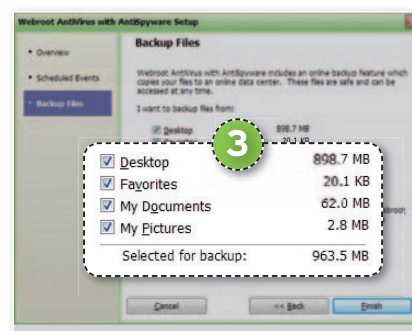 Webroot AntiVirus with AntiSpyware Setup
Backup Files
• Overview
• Scheduled Events
• Backup Files
Webroot AntiVirus with AntiSpyware includes an online backup feature which
copies your files to an online data center. These files are safe and can be
accessed at any time.
I want to backup files from:
Desktop 898.7 MB
20.1 KB
3
Desktop 898.7 MB
Favorites 20.1 KB
My Documents 62.0 MB
My Pictures 2.8 MB
Selected for backup: 963.5 MB
Cancel << Back Finish